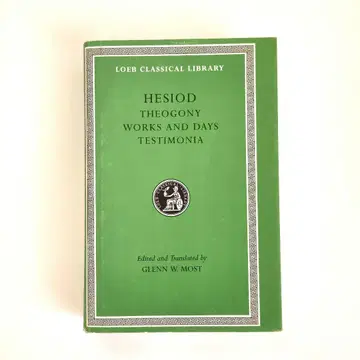 LOEB CLASSICAL LIBRARY
HESIOD
THEOGONY
WORKS AND DAYS
TESTIMONIA
Edited and Translated by
GLENN W. MOST